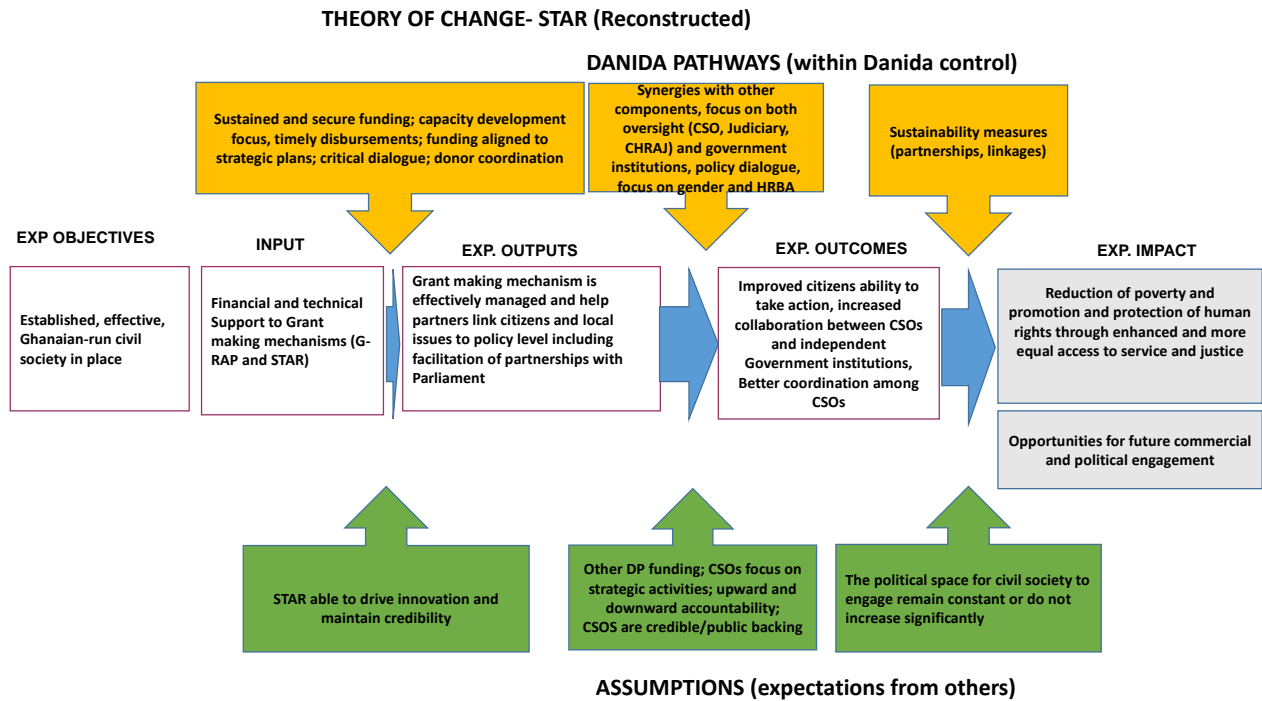 THEORY OF CHANGE- STAR (Reconstructed)
DANIDA PATHWAYS (within Danida control)
Sustained and secure funding; capacity development
focus, timely disbursements; funding aligned to
strategic plans; critical dialogue; donor coordination
Synergies with other
components, focus on both
oversight (CSO, Judiciary,
CHRAJ) and government
institutions, policy dialogue,
focus on gender and HRBA
Sustainability measures
(partnerships, linkages)
EXP OBJECTIVES
INPUT
EXP. OUTPUTS
EXP. OUTCOMES
EXP. IMPACT
Established, effective,
Ghanaian-run civil
society in place
Financial and technical
Support to Grant
making mechanisms (G-
RAP and STAR)
Grant making mechanism is
effectively managed and help
partners link citizens and local
issues to policy level including
facilitation of partnerships with
Parliament
Improved citizens ability to
take action, increased
collaboration between CSOs
and independent
Government institutions,
Better coordination among
CSOs
Reduction of poverty and
promotion and protection of human
rights through enhanced and more
equal access to service and justice
Opportunities for future commercial
and political engagement
STAR able to drive innovation and
maintain credibility
Other DP funding; CSOs focus on
strategic activities; upward and
downward accountability;
CSOS are credible/public backing
The political space for civil society to
engage remain constant or do not
increase significantly
ASSUMPTIONS (expectations from others)